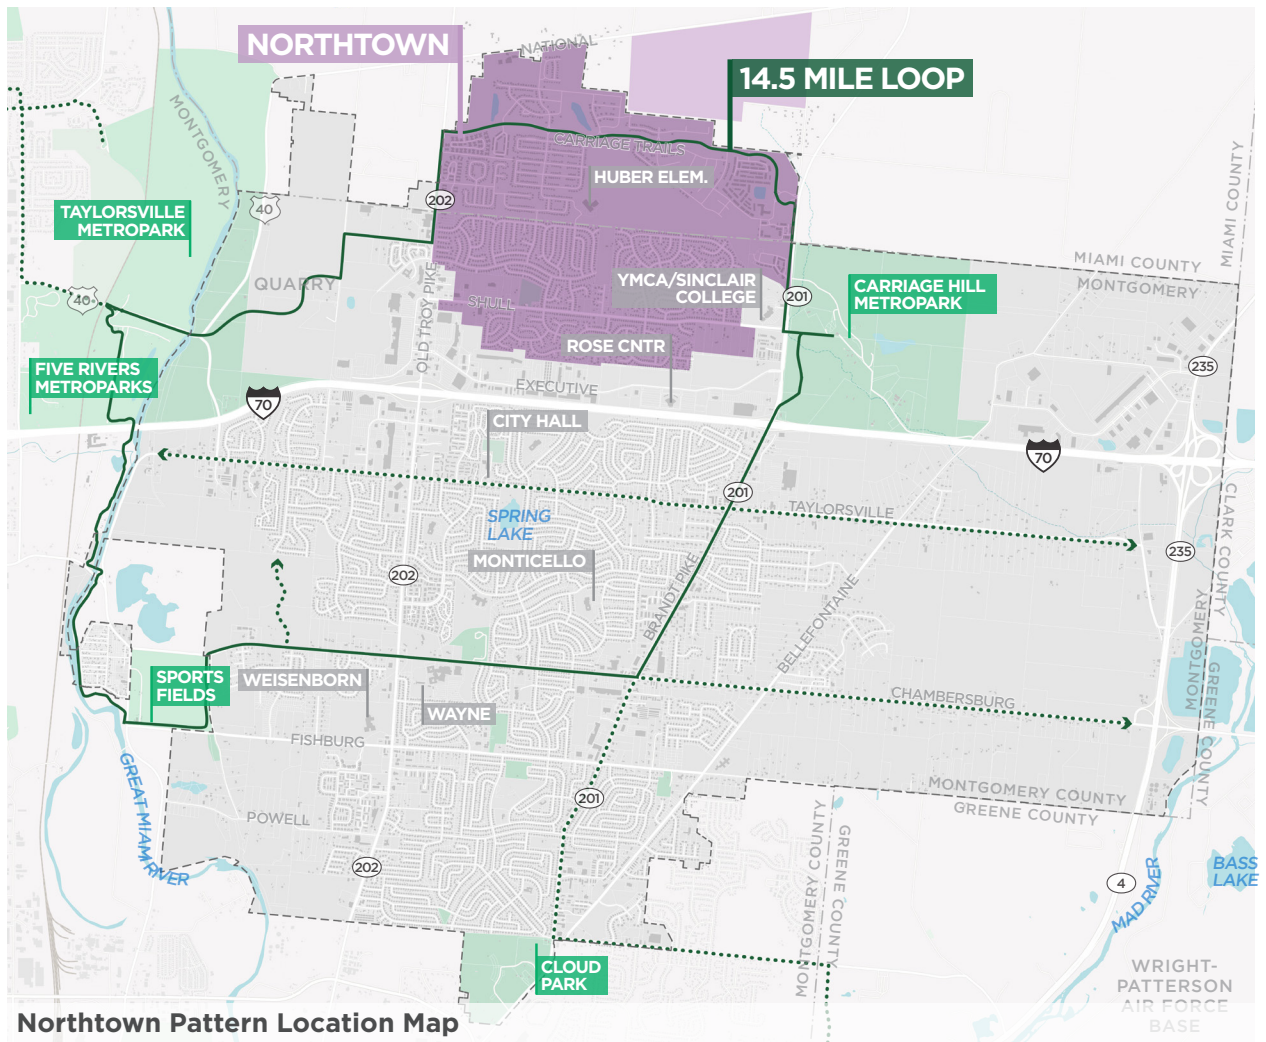 NATIONAL
NORTHTOWN
14.5 MILE LOOP
MONTGOMERY
CARRIAGE TRAILS
MIAMI COUNTY
HUBER ELEM.
202
40
TAYLORSVILLE
METROPARK
MIAMI COUNTY
MONTGOMERY
QUARRY
YMCA/SINCLAIR
COLLEGE
201
CARRIAGE HILL
METROPARK
40
SHULL
OLD TROY PIKE
ROSE CNTR
235
FIVE RIVERS
METROPARKS
EXECUTIVE
70
CITY HALL
70
201
TAYLORSVILLE
CLARK COUNTY
SPRING
LAKE
235
MONTICELLO
202
BRANDT PIKE
BELLEFONTAINE
MONTGOMERY
GREENE COUNTY
COUNTY
SPORTS
FIELDS
WEISENBORN
CHAMBERSBURG
WAYNE
FISHBURG
GREAT MIAMI RIVER
201
MONTGOMERY COUNTY
GREENE COUNTY
POWELL
MONTGOMERY COUNTY
GREENE COUNTY
202
4
MAD RIVER
BASS
LAKE
CLOUD
PARK
WRIGHT-
PATTERSON
AIR FORCE
BASE
Northtown Pattern Location Map